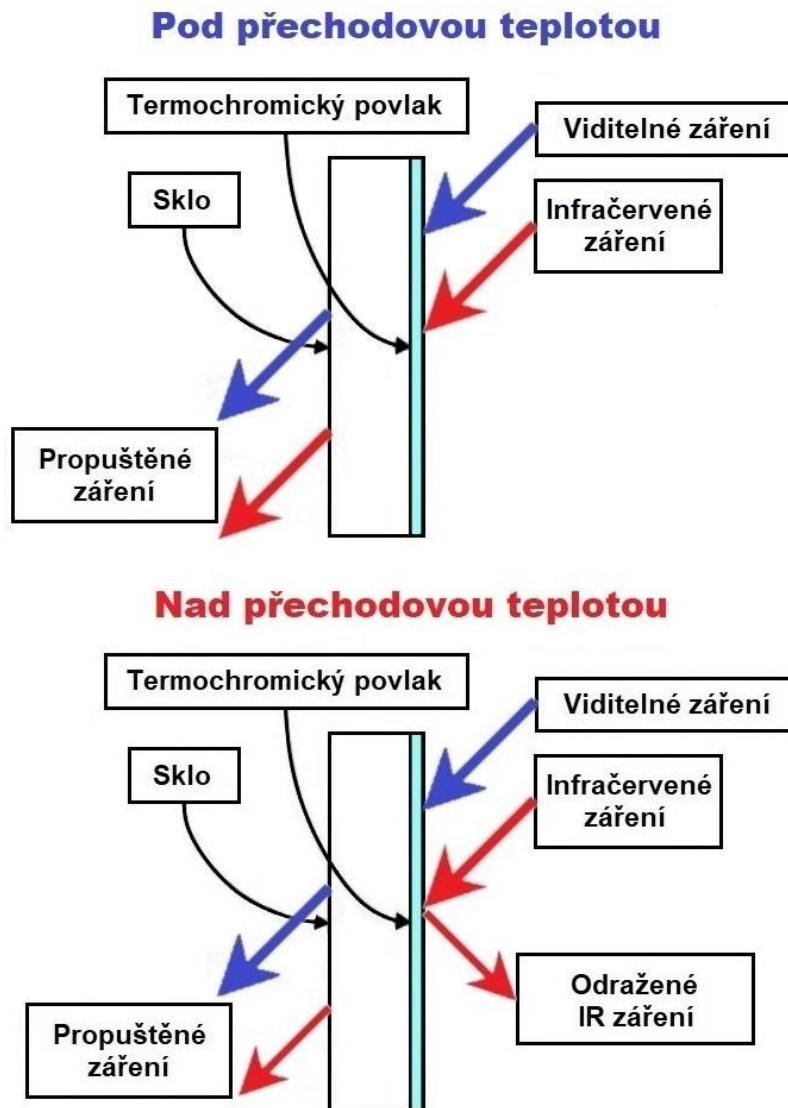 Pod přechodovou teplotou
Termochromický povlak
Viditelné záření
Sklo
Infračervené
záření
Propuštěné
záření
Nad přechodovou teplotou
Termochromický povlak
Viditelné záření
Sklo
Infračervené
záření
Odražené
IR záření
Propuštěné
záření